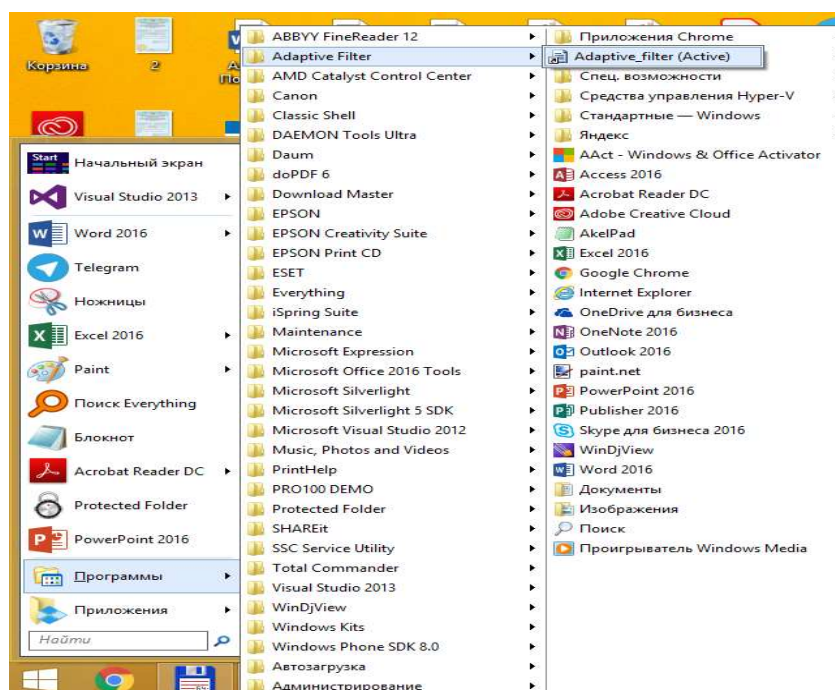 Корзина
2
Start
Начальный экран
Visual Studio 2013
Word 2016
Telegram
Ножницы
Excel 2016
Paint
Поиск Everything
Блокнот
Acrobat Reader DC
Protected Folder
PowerPoint 2016
Программы
Приложения
Найти
ABBYY FineReader 12
Adaptive Filter
AMD Catalyst Control Center
Canon
Classic Shell
DAEMON Tools Ultra
Daum
doPDF 6
Download Master
EPSON
EPSON Creativity Suite
EPSON Print CD
ESET
Everything
iSpring Suite
Maintenance
Microsoft Expression
Microsoft Office 2016 Tools
Microsoft Silverlight
Microsoft Silverlight 5 SDK
Microsoft Visual Studio 2012
Music, Photos and Videos
PrintHelp
PRO100 DEMO
Protected Folder
SHAREit
SSC Service Utility
Total Commander
Visual Studio 2013
WinDjView
Windows Kits
Windows Phone SDK 8.0
Автозагрузка
Администрирование
Приложения Chrome
Adaptive_filter (Active)
Спец. возможности
Средства управления Hyper-V
Стандартные — Windows
Яндекс
AAct - Windows & Office Activator
Access 2016
Acrobat Reader DC
Adobe Creative Cloud
AkelPad
Excel 2016
Google Chrome
Internet Explorer
OneDrive для бизнеса
OneNote 2016
Outlook 2016
paint.net
PowerPoint 2016
Publisher 2016
Skype для бизнеса 2016
WinDjView
Word 2016
Документы
Изображения
Поиск
Проигрыватель Windows Media